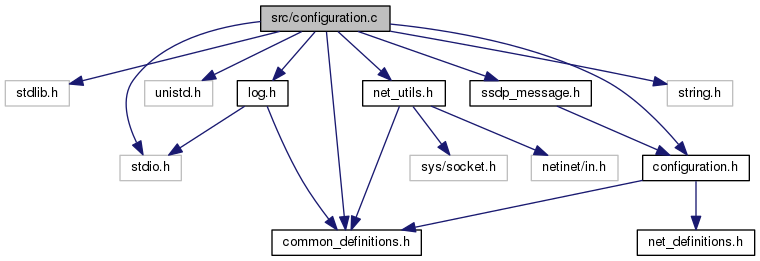 src/configuration.c
stdlib.h
unistd.h
log.h
net_utils.h
ssdp_message.h
string.h
stdio.h
sys/socket.h
netinet/in.h
configuration.h
common_definitions.h
net_definitions.h